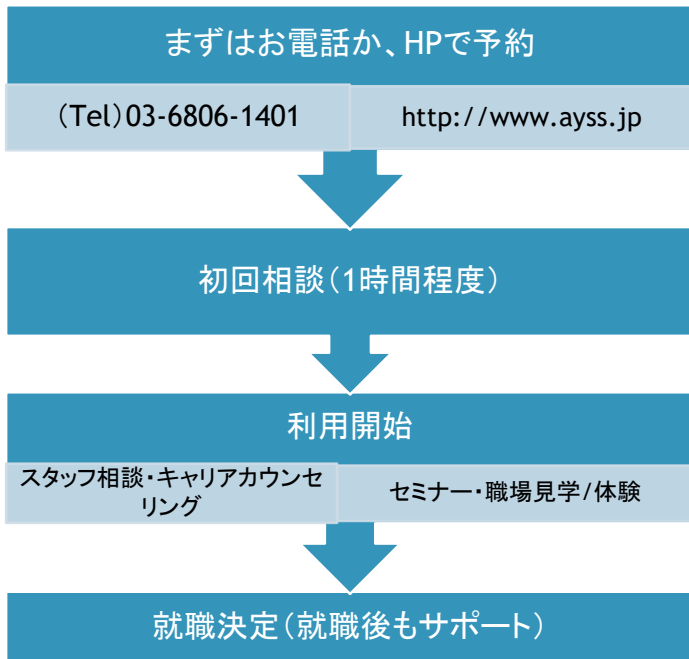 まずはお電話か、HPで予約
（Tel）03-6806-1401
http://www.ayss.jp
初回相談（1時間程度）
利用開始
スタッフ相談・キャリアカウンセ
リング
セミナー・職場見学/体験
就職決定（就職後もサポート）